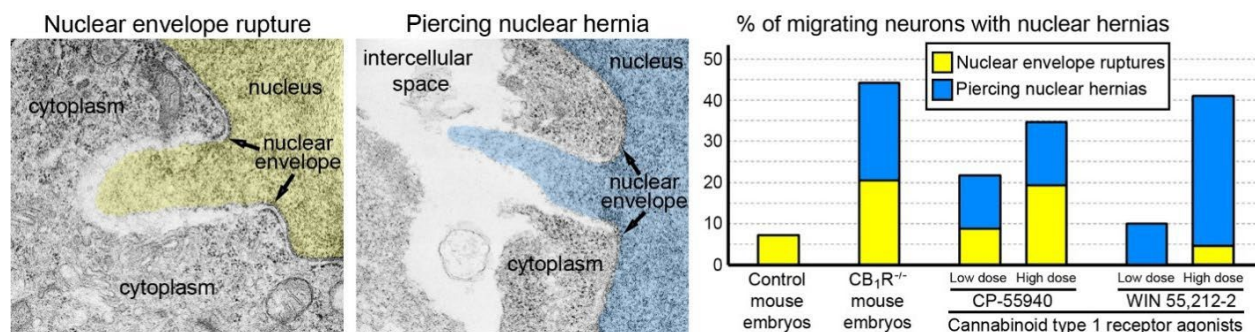 Nuclear envelope rupture
cytoplasm
nucleus
nuclear
envelope
cytoplasm
Piercing nuclear hernia
intercellular
space
nucleus
nuclear
envelope
cytoplasm
% of migrating neurons with nuclear hernias
Nuclear envelope ruptures
Piercing nuclear hernias
50
40
30
20
10
0
Control
mouse
embryos
CB₁R⁻/⁻
mouse
embryos
Low dose High dose
CP-55940
Low dose High dose
WIN 55,212-2
Cannabinoid type 1 receptor agonists